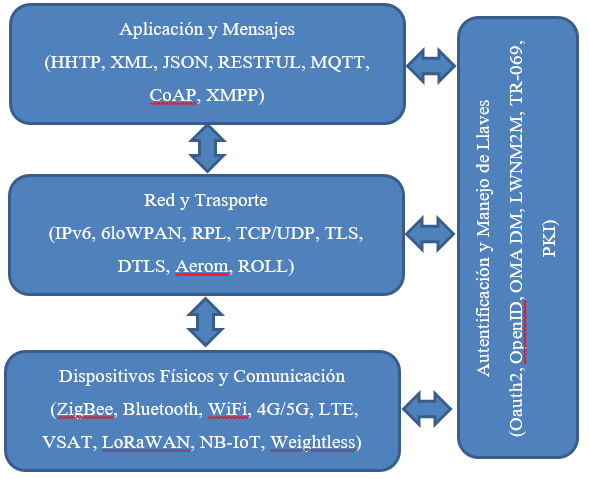 Aplicación y Mensajes
(HHTP, XML, JSON, RESTFUL, MQTT,
CoAP, XMPP)
Red y Trasporte
(IPv6, 6loWPAN, RPL, TCP/UDP, TLS,
DTLS, Aerom, ROLL)
Dispositivos Físicos y Comunicación
(ZigBee, Bluetooth, WiFi, 4G/5G, LTE,
VSAT, LoRaWAN, NB-IoT, Weightless)
Autentificación y Manejo de Llaves
(Oauth2, OpenID, OMA DM, LWNM2M, TR-069,
PKI)